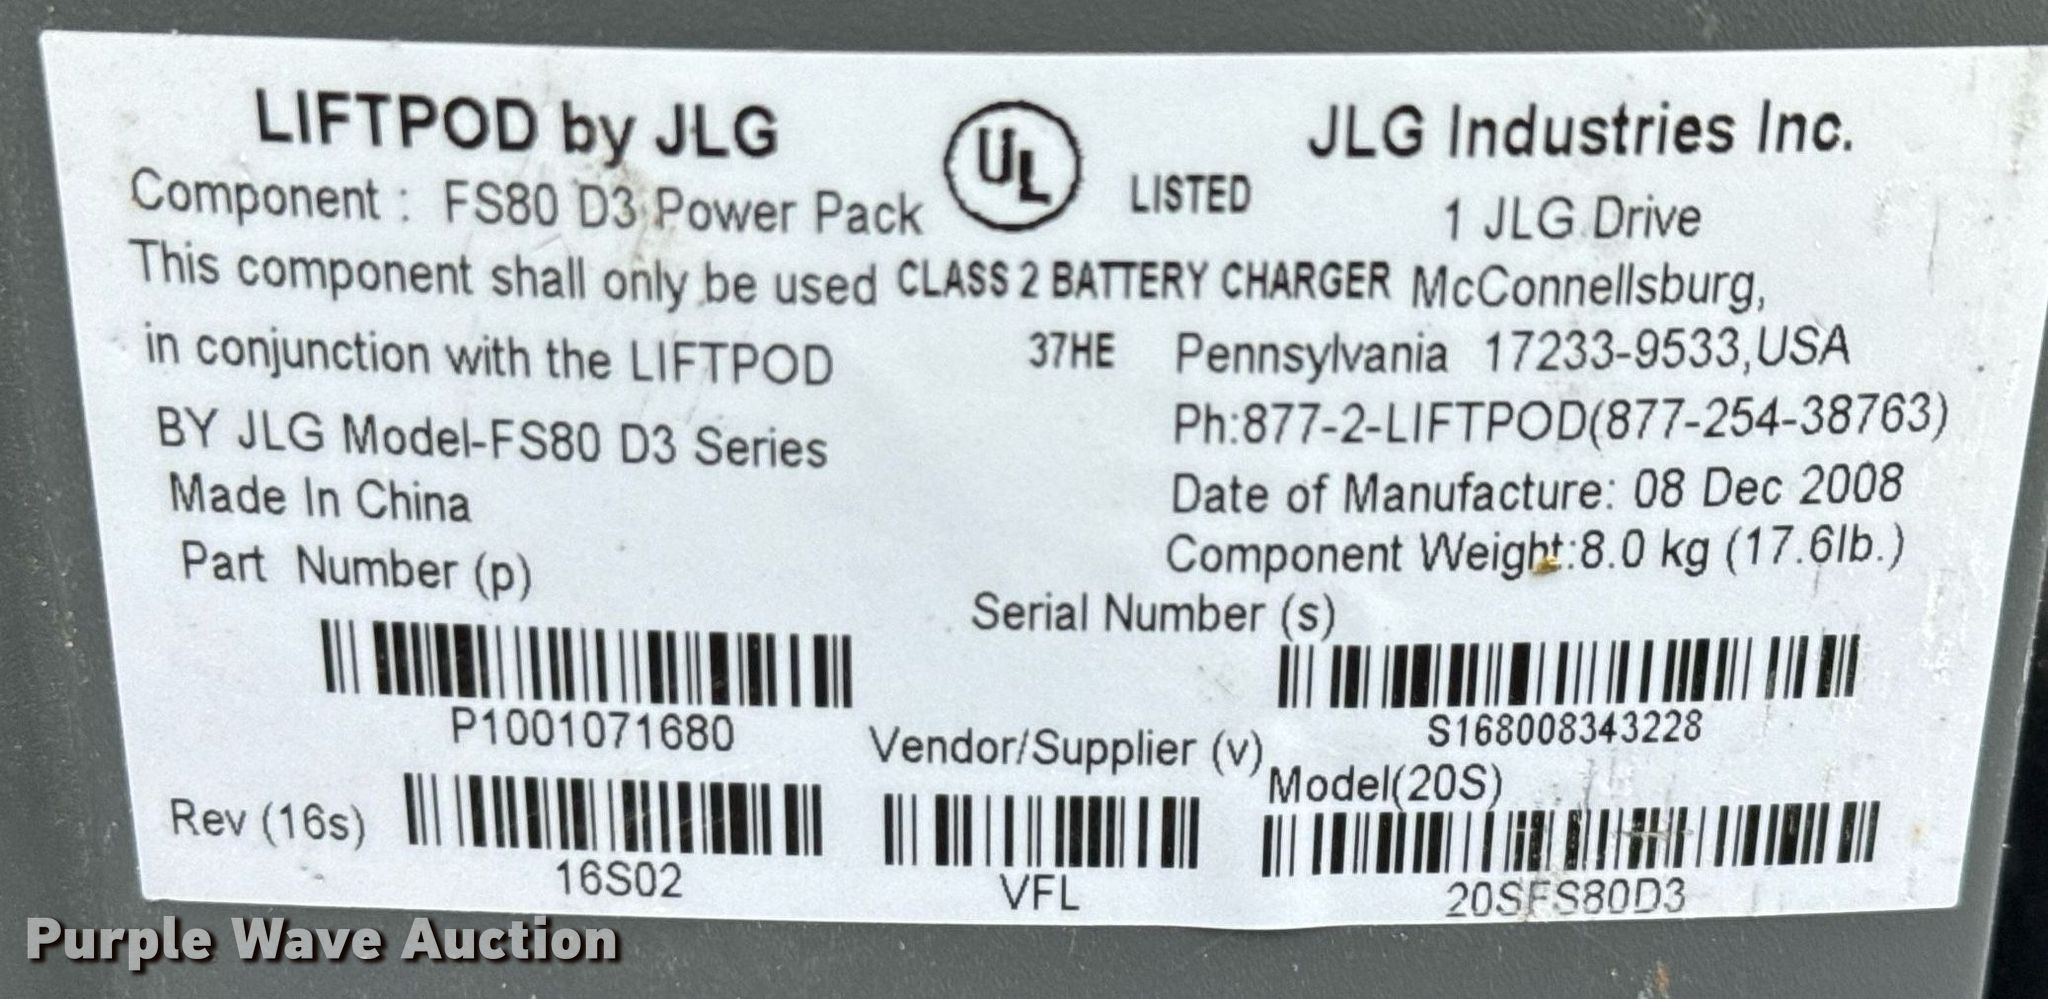 LIFTPOD by JLG
Component : FS80 D3 Power Pack
This component shall only be used
in conjunction with the LIFTPOD
BY JLG Model-FS80 D3 Series
Made In China
UL
LISTED
CLASS 2 BATTERY CHARGER
37HE
JLG Industries Inc.
1 JLG Drive
McConnellsburg,
Pennsylvania 17233-9533,USA
Ph:877-2-LIFTPOD(877-254-38763)
Date of Manufacture: 08 Dec 2008
Component Weight:8.0 kg (17.6lb.)
Part Number (p)
P1001071680
Serial Number (s)
S168008343228
Rev (16s)
16S02
Vendor/Supplier (v)
VFL
Model(20S)
20SFS80D3
Purple Wave Auction